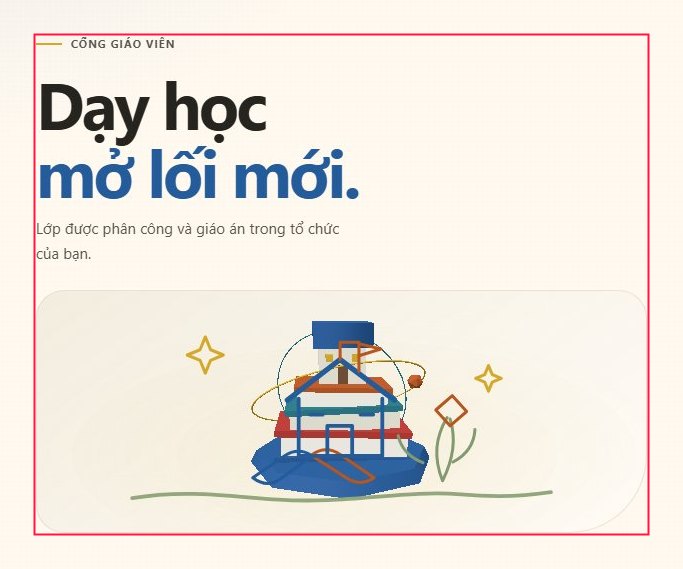 CỔNG GIÁO VIÊN
Dạy học
mở lối mới.
Lớp được phân công và giáo án trong tổ chức
của bạn.